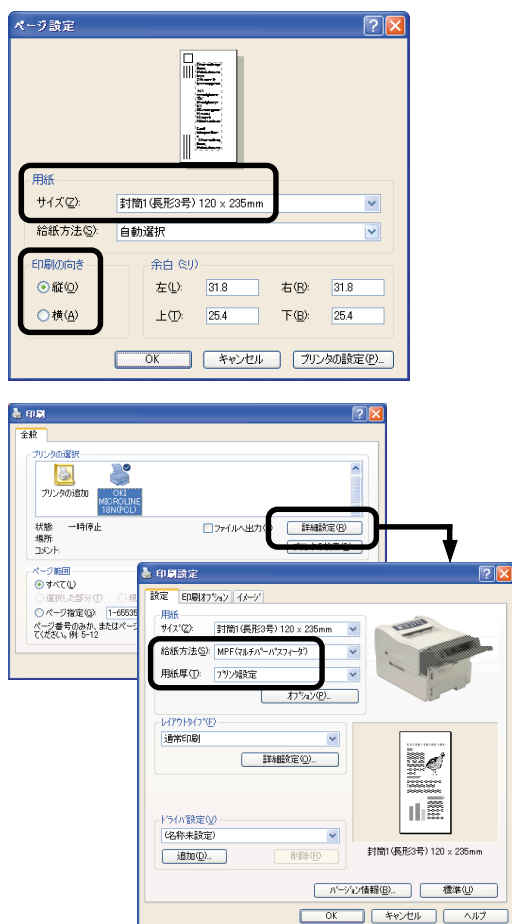 ページ設定
用紙
サイズ(Z): 封筒1(長形3号) 120 x 235mm
給紙方法(S): 自動選択
印刷の向き
縦(O)
横(A)
余白 (ミリ)
左(L): 31.8 右(R): 31.8
上(T): 25.4 下(B): 25.4
OK キャンセル プリンタの設定(P)...
印刷
全般
プリンタの選択
プリンタの追加
OKI
MICROLINE
18N(PCL)
状態: 一時停止
場所:
コメント:
ファイルへ出力
詳細設定(R)
ページ範囲
すべて(L)
選択した部分(T)
ページ指定(G): 1-65535
ページ番号のみか、またはペー
てください。例: 5-12
印刷設定
設定 印刷オプション イメージ
用紙
サイズ(Z): 封筒1(長形3号) 120 x 235mm
給紙方法(S): MPF(マルチパーパスフィーダ)
用紙厚(T): プリンタ設定
オプション(P)...
レイアウトタイプ(F)
通常印刷
詳細設定(O)...
ドライバ設定(V)
(名称未設定)
追加(D)... 削除(R)
封筒1(長形3号) 120 x 235mm
バージョン情報(B)... 標準(U)
OK キャンセル ヘルプ